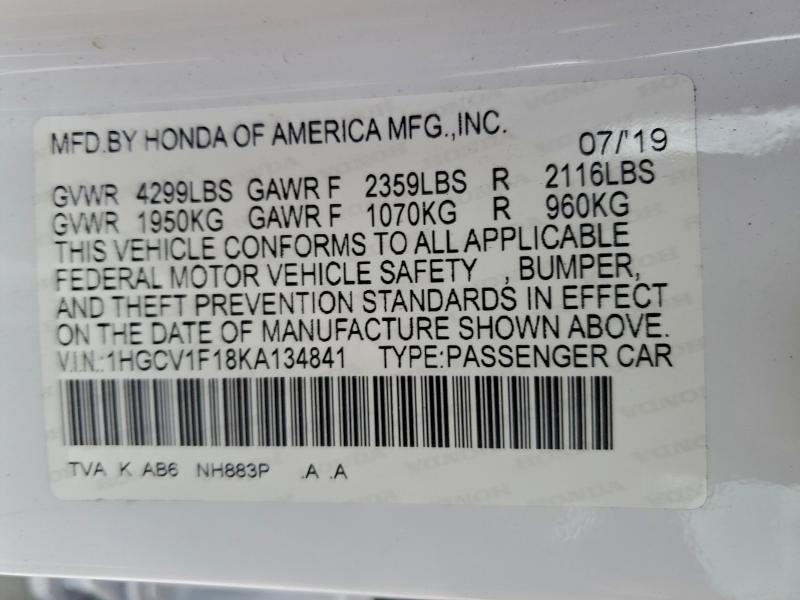 MFD.BY HONDA OF AMERICA MFG.,INC. 07/'19
GVWR 4299LBS GAWR F 2359LBS R 2116LBS
GVWR 1950KG GAWR F 1070KG R 960KG
THIS VEHICLE CONFORMS TO ALL APPLICABLE
FEDERAL MOTOR VEHICLE SAFETY , BUMPER,
AND THEFT PREVENTION STANDARDS IN EFFECT
ON THE DATE OF MANUFACTURE SHOWN ABOVE.
V.I.N.:1HGCV1F18KA134841 TYPE:PASSENGER CAR
TVA K AB6 NH883P .A .A